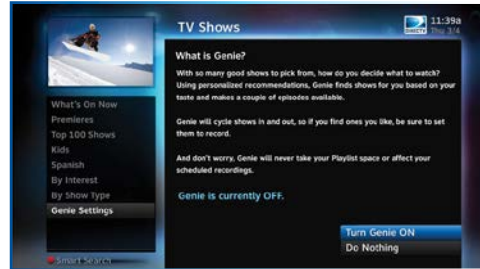 TV Shows
DIRECTV
11:39a
Thu 3/4
What is Genie?
With so many good shows to pick from, how do you decide what to watch?
Using personalized recommendations, Genie finds shows for you based on your
taste and makes a couple of episodes available.
Genie will cycle shows in and out, so if you find ones you like, be sure to set
them to record.
And don't worry, Genie will never take your Playlist space or affect your
scheduled recordings.
Genie is currently OFF.
What's On Now
Premieres
Top 100 Shows
Kids
Spanish
By Interest
By Show Type
Genie Settings
Turn Genie ON
Do Nothing
Smart Search